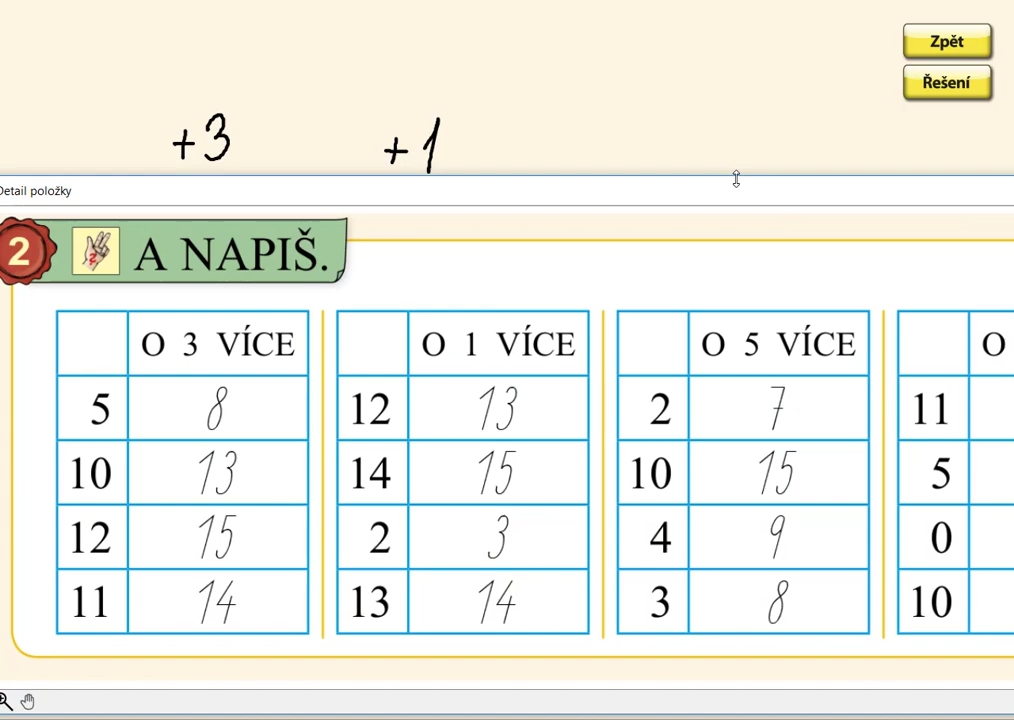 Zpět
Řešení
+3 +1
Detail položky
2 A NAPIŠ.
O 3 VÍCE O 1 VÍCE O 5 VÍCE O
5 8 12 13 2 7 11
10 13 14 15 10 15 5
12 15 2 3 4 9 0
11 14 13 14 3 8 10